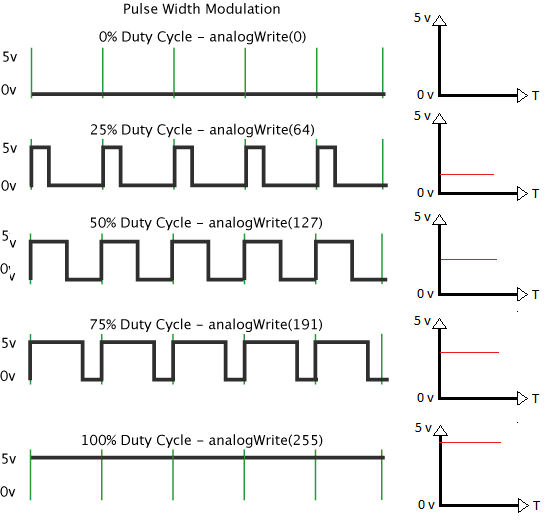 Pulse Width Modulation
5 v
0% Duty Cycle - analogWrite(0)
5v
0v
0 v
T
5 v
25% Duty Cycle - analogWrite(64)
5v
0v
0 v
T
5 v
50% Duty Cycle - analogWrite(127)
5v
0v
v
0 v
T
5 v
75% Duty Cycle - analogWrite(191)
5v
0v
0 v
T
5 v
100% Duty Cycle - analogWrite(255)
5v
0v
0 v
T